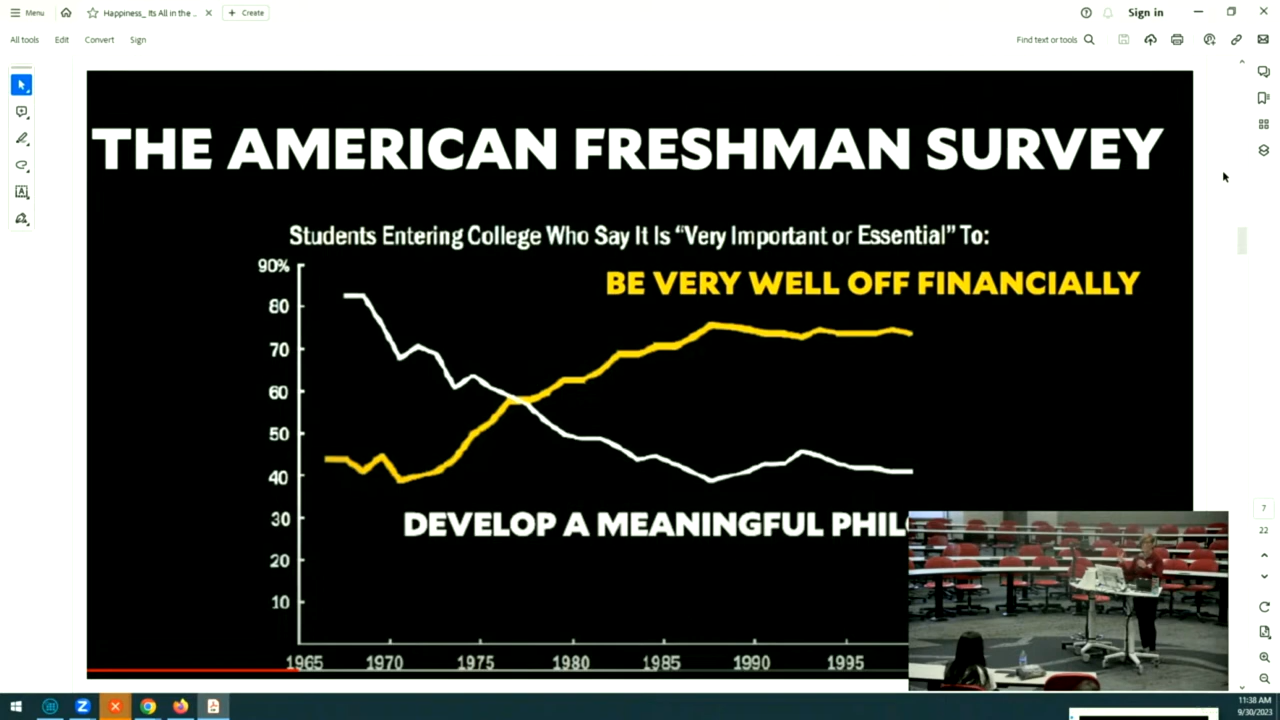 Menu
Happiness_ Its All in the ...
Create
Sign in
All tools
Edit
Convert
Sign
Find text or tools
THE AMERICAN FRESHMAN SURVEY
Students Entering College Who Say It Is “Very Important or Essential” To:
90%
BE VERY WELL OFF FINANCIALLY
80
70
60
50
40
30
DEVELOP A MEANINGFUL PHIL
20
10
1965 1970 1975 1980 1985 1990 1995
7
22
11:38 AM
9/30/2023